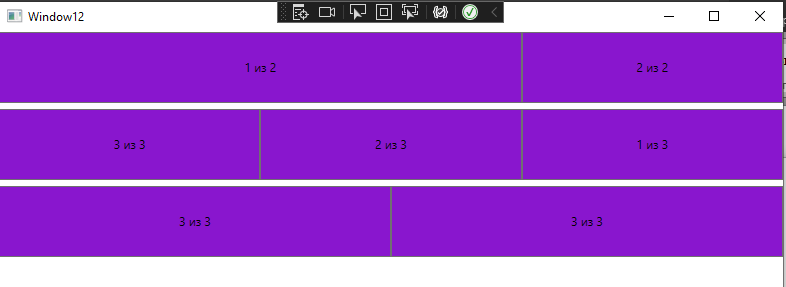 Window12
1 из 2
2 из 2
3 из 3
2 из 3
1 из 3
3 из 3
3 из 3